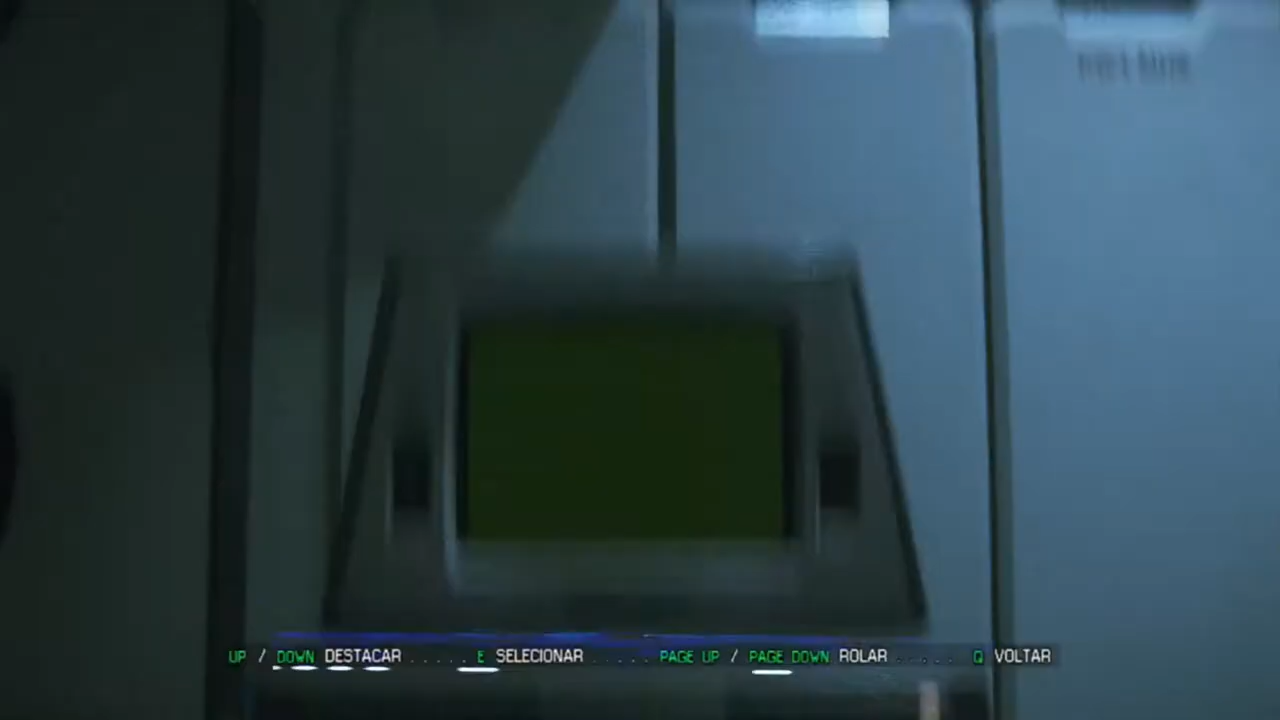 UP / DOWN DESTACAR ..... E SELECIONAR ..... PAGE UP / PAGE DOWN ROLAR ..... Q VOLTAR